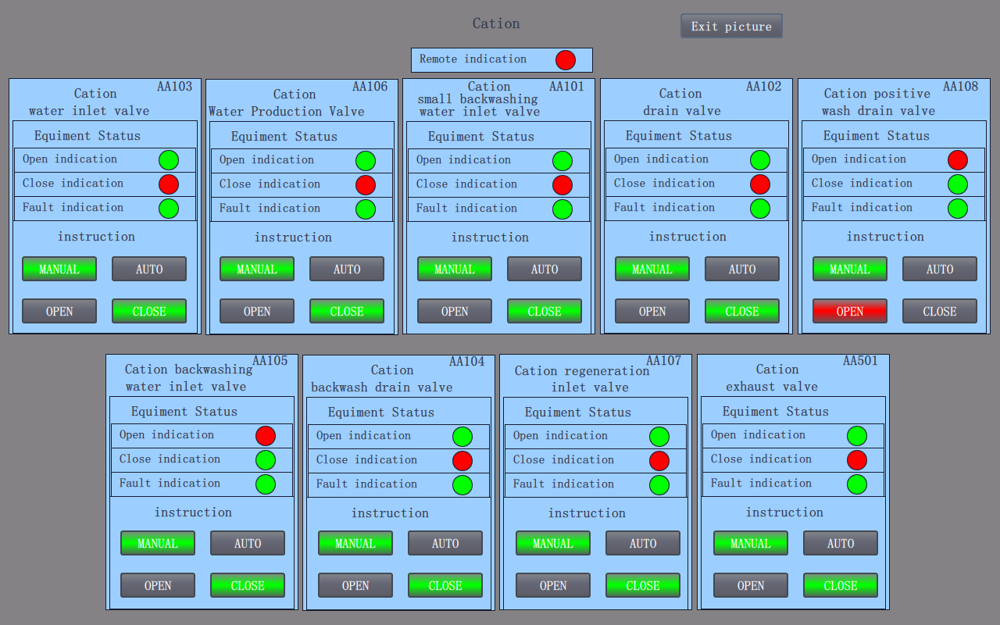 Cation
Exit picture
Remote indication
AA103
Cation
water inlet valve
Equiment Status
Open indication
Close indication
Fault indication
instruction
MANUAL AUTO
OPEN CLOSE
AA106
Cation
Water Production Valve
Equiment Status
Open indication
Close indication
Fault indication
instruction
MANUAL AUTO
OPEN CLOSE
Cation AA101
small backwashing
water inlet valve
Equiment Status
Open indication
Close indication
Fault indication
instruction
MANUAL AUTO
OPEN CLOSE
AA102
Cation
drain valve
Equiment Status
Open indication
Close indication
Fault indication
instruction
MANUAL AUTO
OPEN CLOSE
AA108
Cation positive
wash drain valve
Equiment Status
Open indication
Close indication
Fault indication
instruction
MANUAL AUTO
OPEN CLOSE
AA105
Cation backwashing
water inlet valve
Equiment Status
Open indication
Close indication
Fault indication
instruction
MANUAL AUTO
OPEN CLOSE
AA104
Cation
backwash drain valve
Equiment Status
Open indication
Close indication
Fault indication
instruction
MANUAL AUTO
OPEN CLOSE
AA107
Cation regeneration
inlet valve
Equiment Status
Open indication
Close indication
Fault indication
instruction
MANUAL AUTO
OPEN CLOSE
AA501
Cation
exhaust valve
Equiment Status
Open indication
Close indication
Fault indication
instruction
MANUAL AUTO
OPEN CLOSE